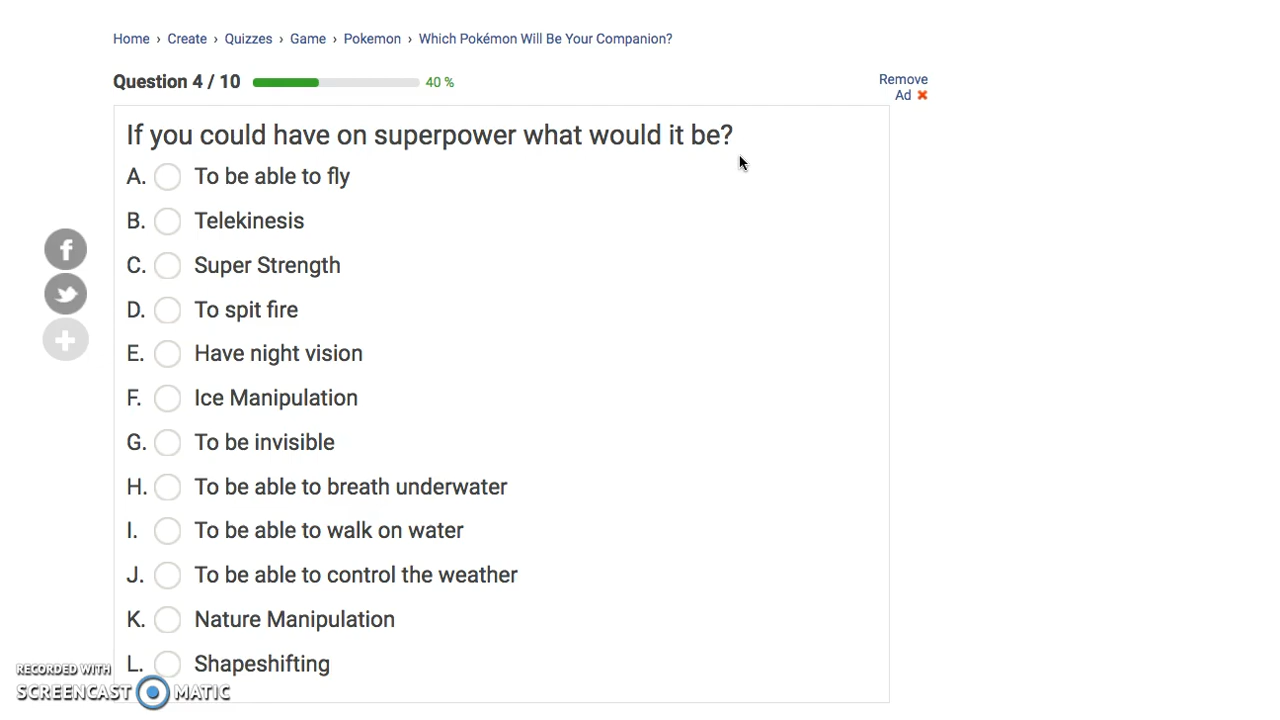 Home › Create › Quizzes › Game › Pokemon › Which Pokémon Will Be Your Companion?
Question 4 / 10 40 %
Remove
Ad ✖
If you could have on superpower what would it be?
A. To be able to fly
B. Telekinesis
C. Super Strength
D. To spit fire
E. Have night vision
F. Ice Manipulation
G. To be invisible
H. To be able to breath underwater
I. To be able to walk on water
J. To be able to control the weather
K. Nature Manipulation
L. Shapeshifting
RECORDED WITH
SCREENCAST MATIC